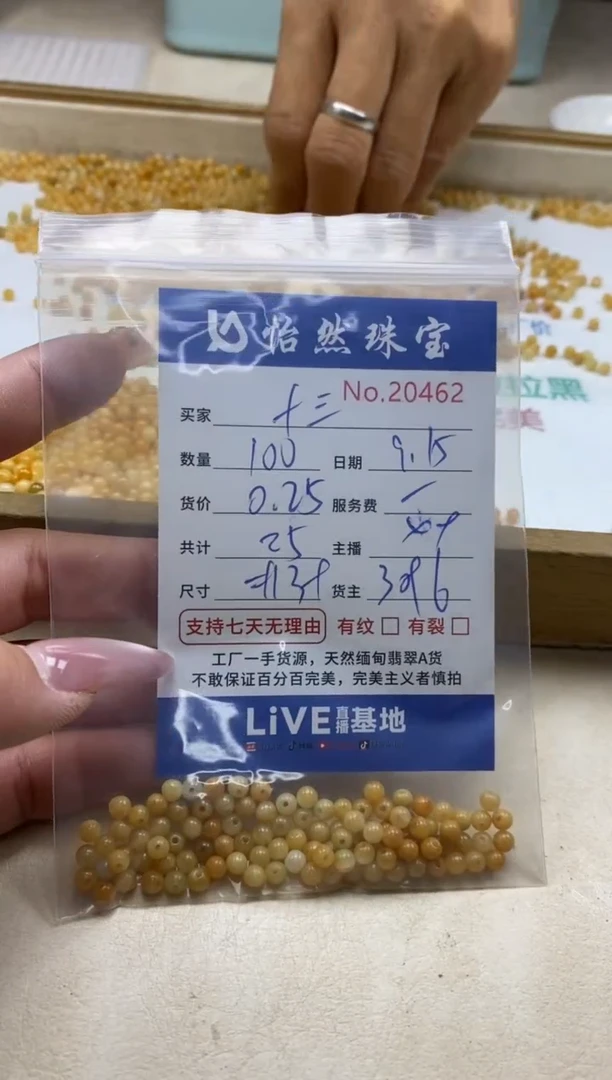 怡然珠宝
No.20462
买家 十三
数量 100 日期 9.15
货价 0.25 服务费 一
共计 25 主播
尺寸 货主 396
支持七天无理由 有纹 □ 有裂 □
工厂一手货源，天然缅甸翡翠A货
不敢保证百分百完美，完美主义者慎拍
LiVE 直播 基地